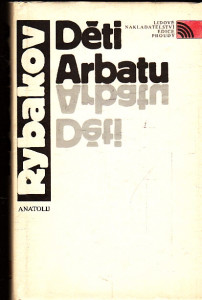 Děti
Arbatu
Arbatu
Děti
Rybakov
ANATOLIJ
LIDOVÉ
NAKLADATELSTVÍ
EDICE
PROUDY